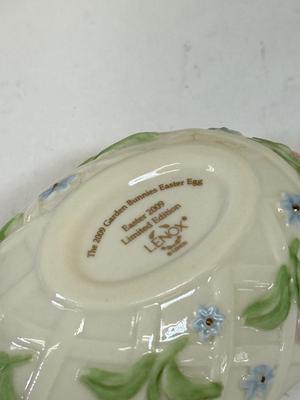 The 2009 Garden Bunnies Easter Egg
Easter 2009
Limited Edition
LENOX